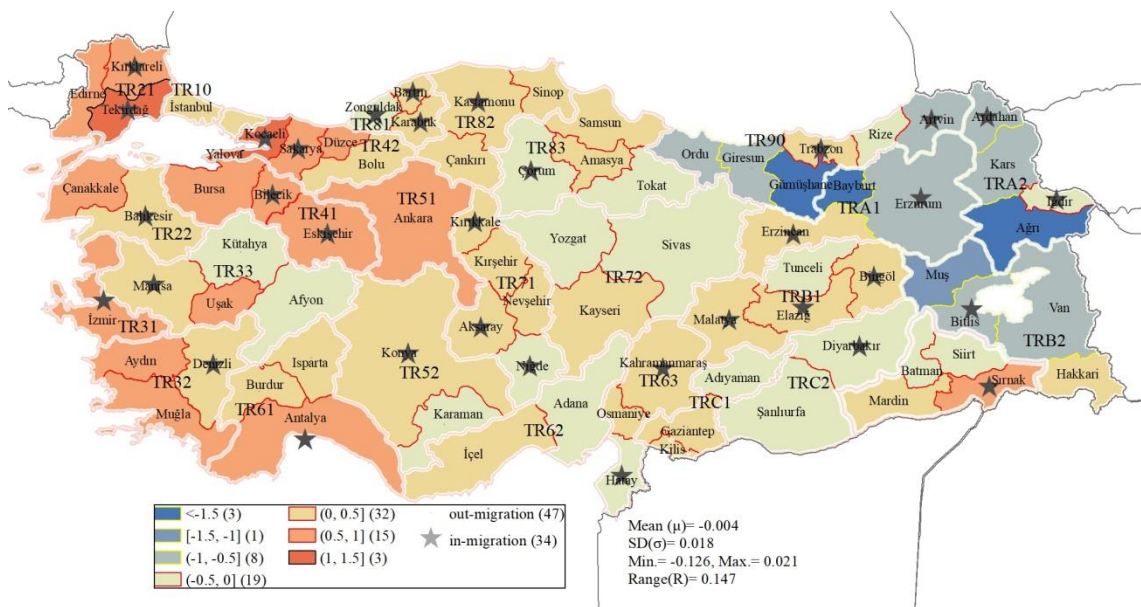 Kırklareli
Edirne
TR21
TR10
Tekirdağ
İstanbul
Kocaeli
Sakarya
Yalova
Düzce
Zonguldak
TR81
TR42
Bolu
Bartın
Karabük
Kastamonu
TR82
Sinop
Çankırı
Samsun
TR83
Amasya
Çorum
Tokat
Ordu
Giresun
TR90
Trabzon
Rize
Artvin
Ardahan
Kars
TRA2
Iğdır
Gümüşhane
Bayburt
TRA1
Erzurum
Ağrı
Çanakkale
Bursa
Bilecik
TR41
Eskişehir
TR51
Ankara
Balıkesir
TR22
Kütahya
TR33
Kırıkkale
Kırşehir
TR71
Nevşehir
Yozgat
TR72
Sivas
Kayseri
Erzincan
Tunceli
TRB1
Elazığ
Bingöl
Muş
Bitlis
Van
TRB2
Manisa
Uşak
Afyon
İzmir
TR31
Aydın
TR32
Denizli
Muğla
Isparta
Burdur
TR61
Antalya
Konya
TR52
Aksaray
Niğde
Karaman
İçel
Adana
TR62
Malatya
Kahramanmaraş
TR63
Osmaniye
Adıyaman
TRC1
Gaziantep
Kilis
Hatay
Şanlıurfa
TRC2
Diyarbakır
Batman
Siirt
Mardin
Şırnak
Hakkari
<-1.5 (3)
[-1.5, -1] (1)
(-1, -0.5] (8)
(-0.5, 0] (19)
(0, 0.5] (32)
(0.5, 1] (15)
(1, 1.5] (3)
out-migration (47)
in-migration (34)
Mean (μ)= -0.004
SD(σ)= 0.018
Min.= -0.126, Max.= 0.021
Range(R)= 0.147